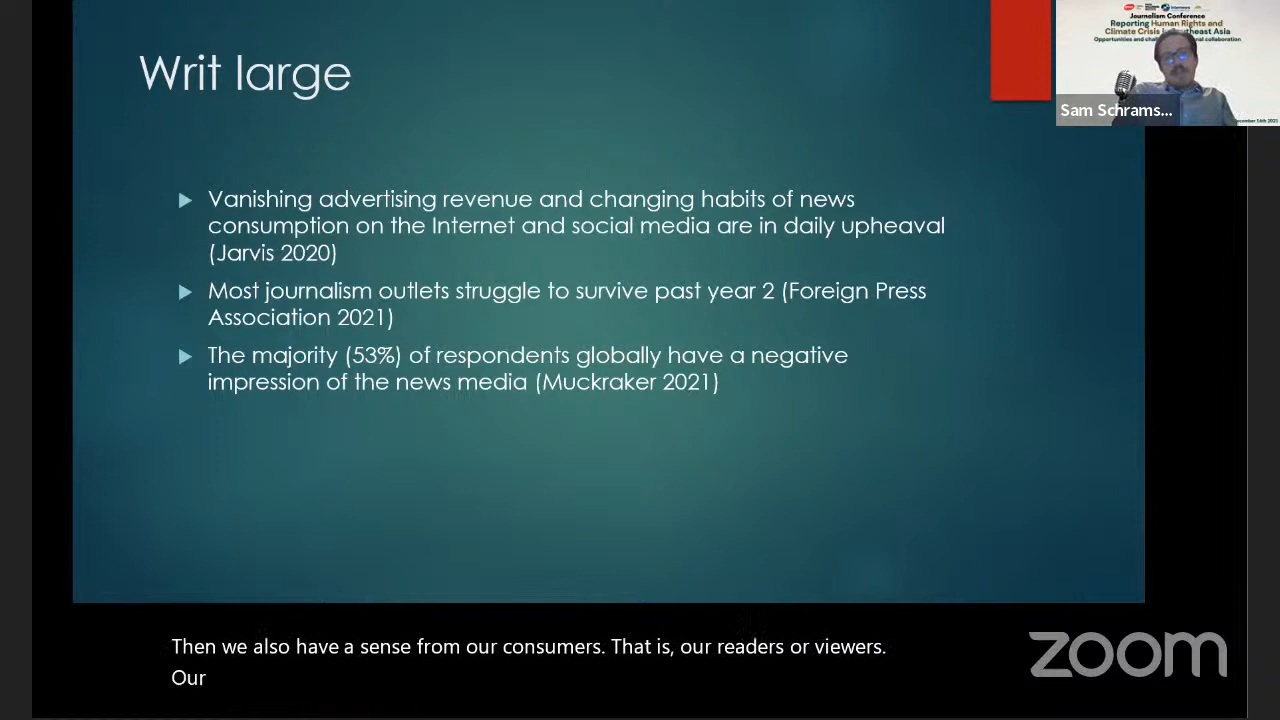 Writ large
Vanishing advertising revenue and changing habits of news
consumption on the Internet and social media are in daily upheaval
(Jarvis 2020)
Most journalism outlets struggle to survive past year 2 (Foreign Press
Association 2021)
The majority (53%) of respondents globally have a negative
impression of the news media (Muckraker 2021)
Journalism Conference
Reporting Human Rights and
Climate Crisis
Asia
Opportunities and
collaboration
Sam Schrams...
Then we also have a sense from our consumers. That is, our readers or viewers.
Our
zoom